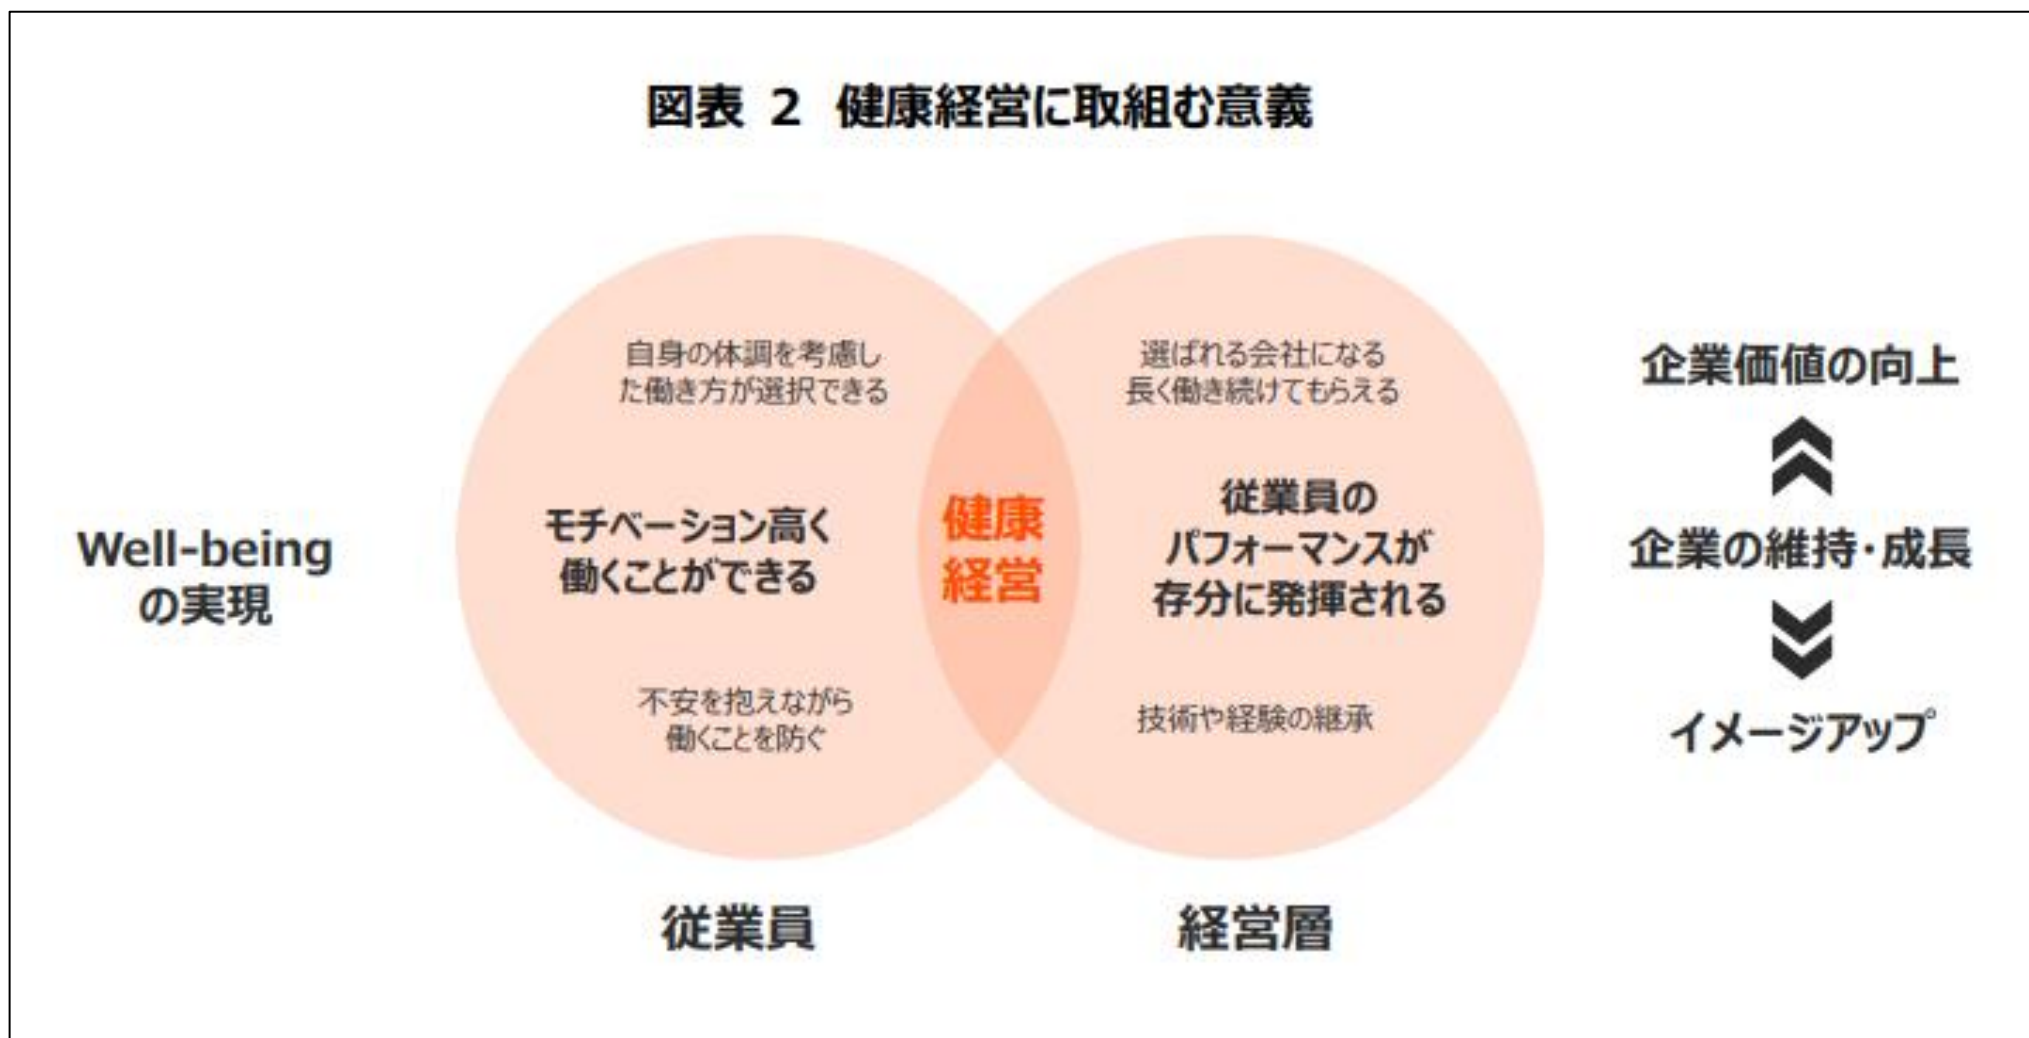 図表 2 健康経営に取組む意義
Well-being
の実現
自身の体調を考慮し
た働き方が選択できる
モチベーション高く
働くことができる
不安を抱えながら
働くことを防ぐ
従業員
健康
経営
選ばれる会社になる
長く働き続けてもらえる
従業員の
パフォーマンスが
存分に発揮される
技術や経験の継承
経営層
企業価値の向上
企業の維持・成長
イメージアップ